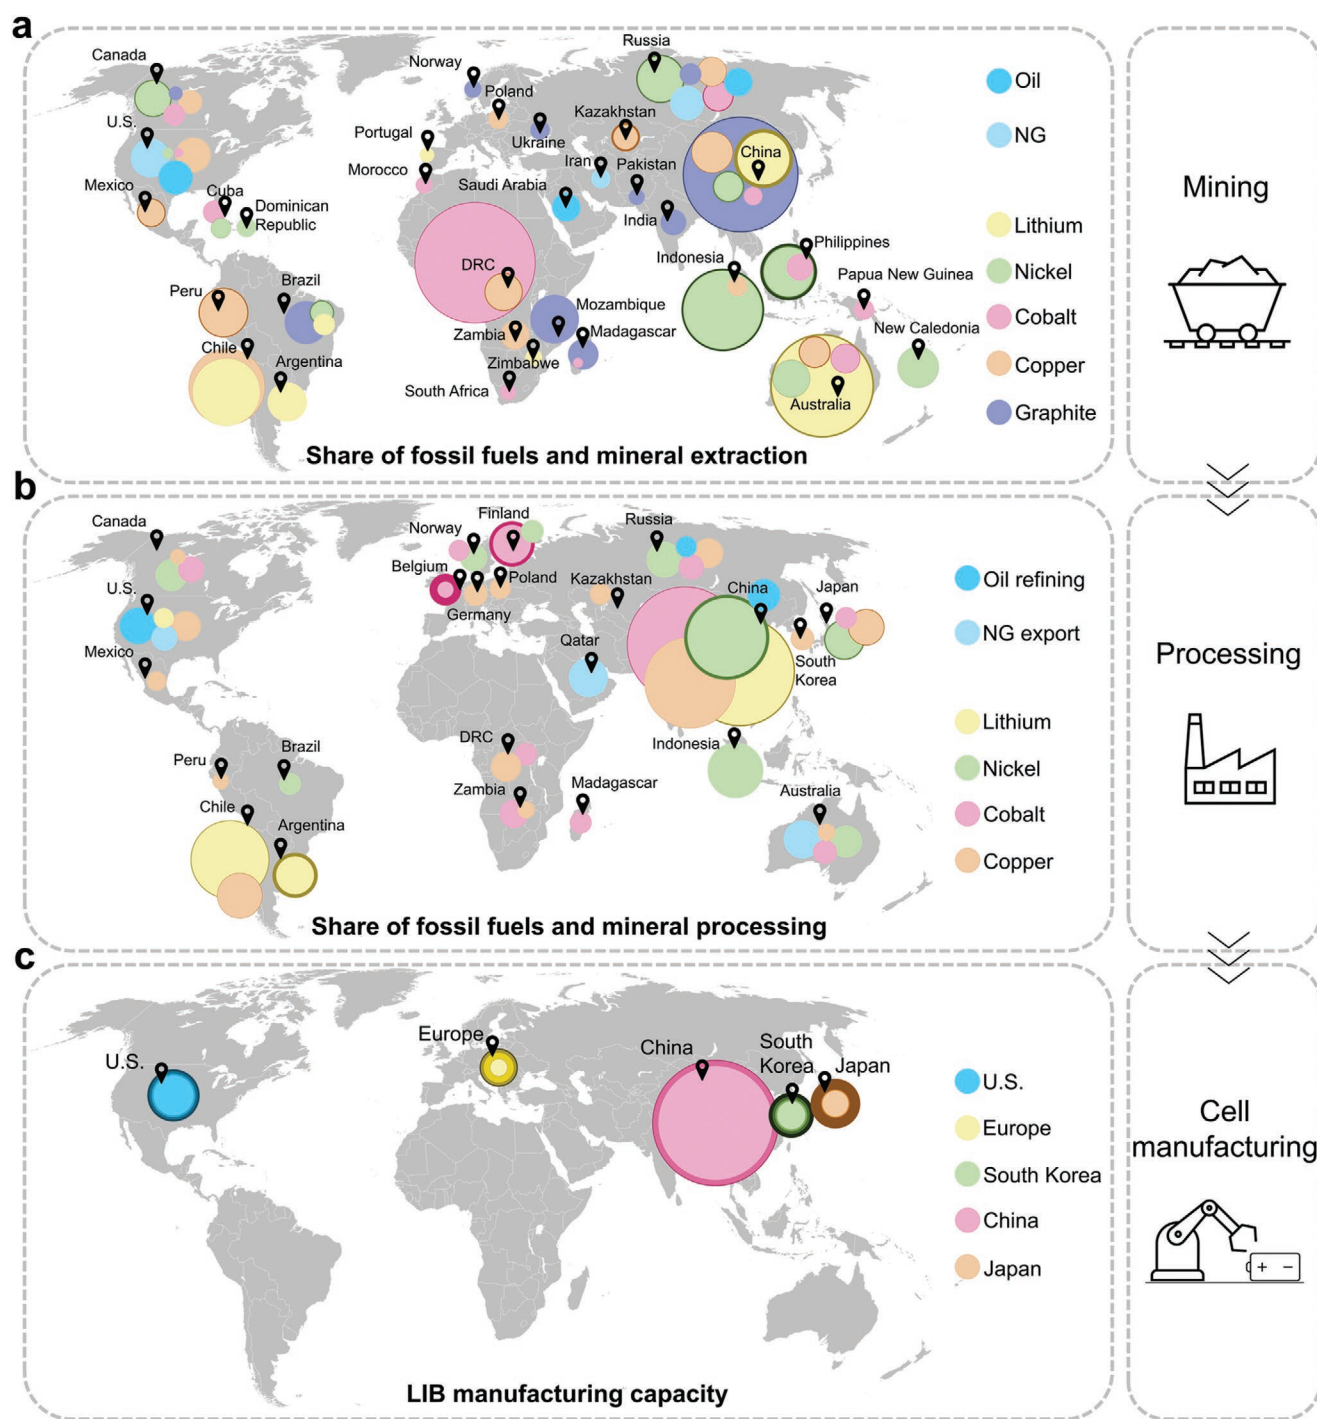 a
Canada
U.S.
Mexico
Cuba
Dominican
Republic
Peru
Brazil
Chile
Argentina
Norway
Poland
Portugal
Ukraine
Morocco
Saudi Arabia
Iran
Kazakhstan
Pakistan
India
Russia
China
DRC
Zambia
Zimbabwe
South Africa
Mozambique
Madagascar
Indonesia
Philippines
Papua New Guinea
New Caledonia
Australia
Oil
NG
Lithium
Nickel
Cobalt
Copper
Graphite
Share of fossil fuels and mineral extraction
Mining
b
Canada
U.S.
Mexico
Peru
Brazil
Chile
Argentina
Norway
Finland
Belgium
Poland
Germany
Kazakhstan
Qatar
Russia
China
Japan
South
Korea
DRC
Zambia
Madagascar
Indonesia
Australia
Oil refining
NG export
Lithium
Nickel
Cobalt
Copper
Share of fossil fuels and mineral processing
Processing
c
U.S.
Europe
China
South
Korea
Japan
U.S.
Europe
South Korea
China
Japan
LIB manufacturing capacity
Cell
manufacturing
+ −